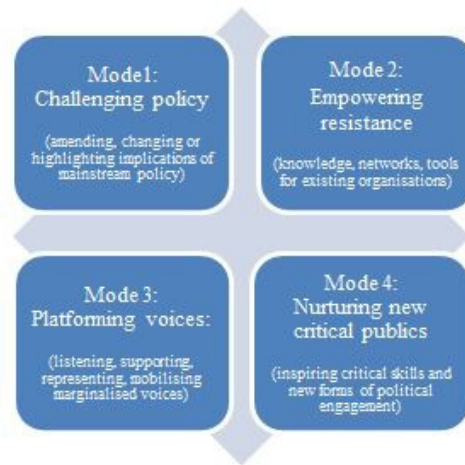 Mode1:
Challenging policy
(amending, changing or
highlighting implications of
mainstream policy)
Mode 2:
Empowering
resistance
(knowledge, networks, tools
for existing organisations)
Mode 3:
Platforming voices:
(listening, supporting,
representing, mobilising
marginalised voices)
Mode 4:
Nurturing new
critical publics
(inspiring critical skills and
new forms of political
engagement)